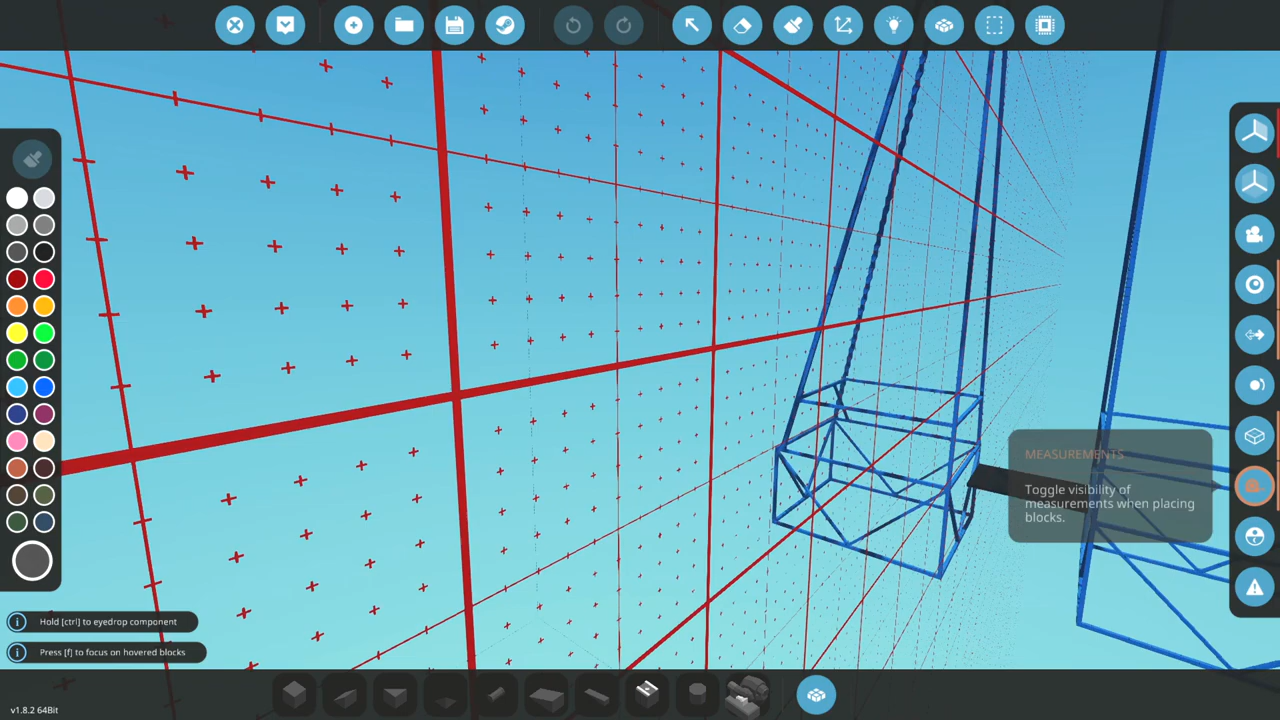 MEASUREMENTS
Toggle visibility of
measurements when placing
blocks.
Hold [ctrl] to eyedrop component
Press [f] to focus on hovered blocks
v1.8.2 64Bit